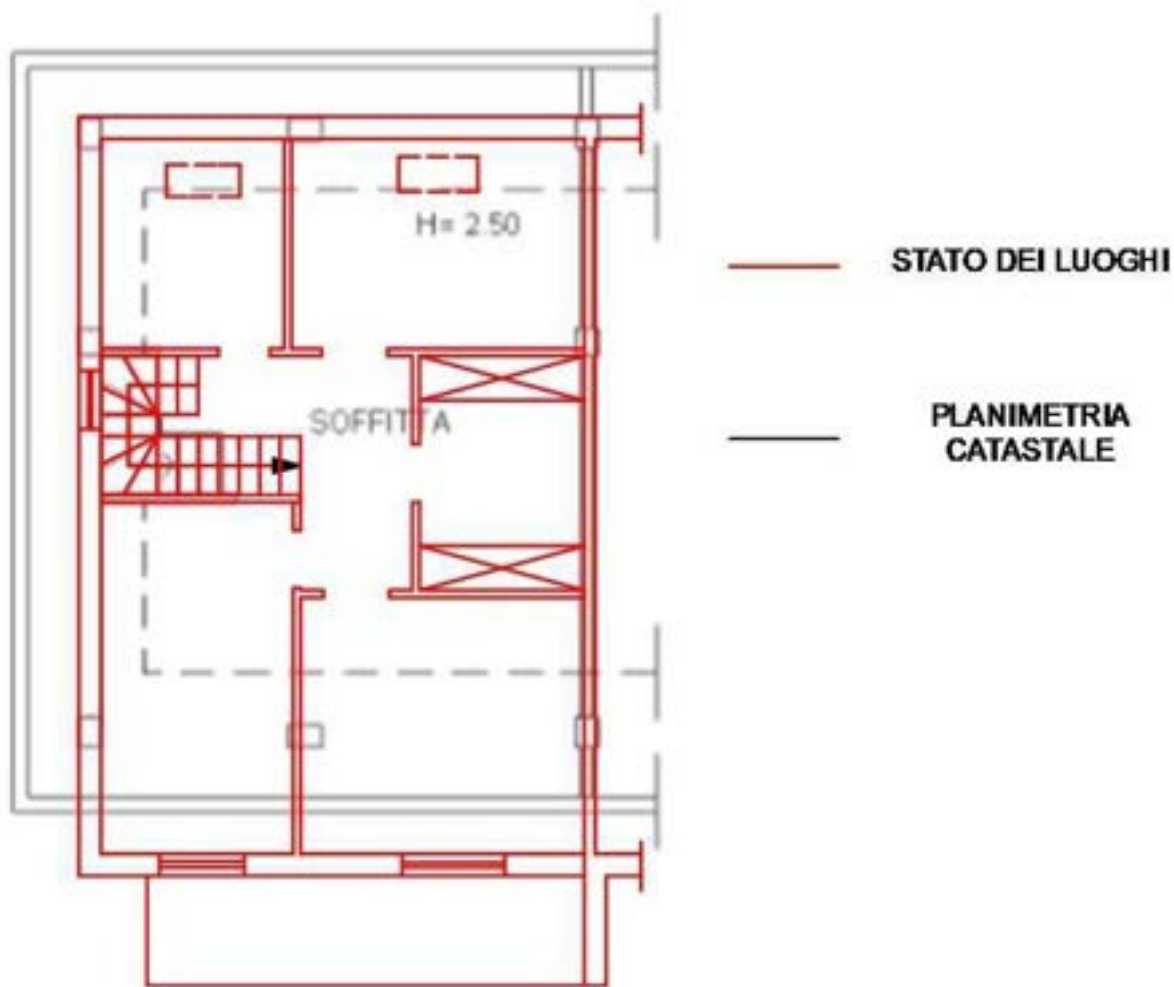 H= 2.50
STATO DEI LUOGHI
SOFFITTA
PLANIMETRIA
CATASTALE